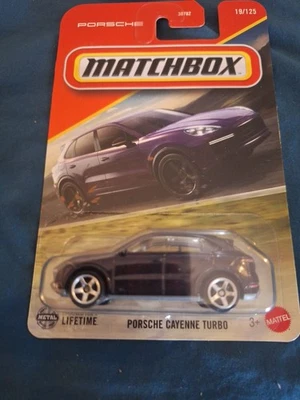 PORSCHE
19/125
MATCHBOX
METAL
LIFETIME
PORSCHE CAYENNE TURBO
3+
MATTEL